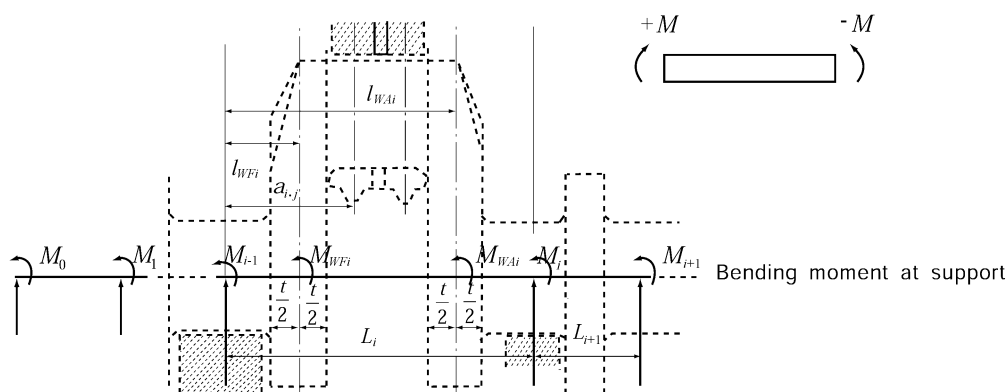 +M -M
l_WAi
l_WFi
a_i,j
M_0 M_1 M_i-1 M_WFi M_WAi M_i M_i+1 Bending moment at support
t/2 t/2 t/2 t/2
L_i L_i+1